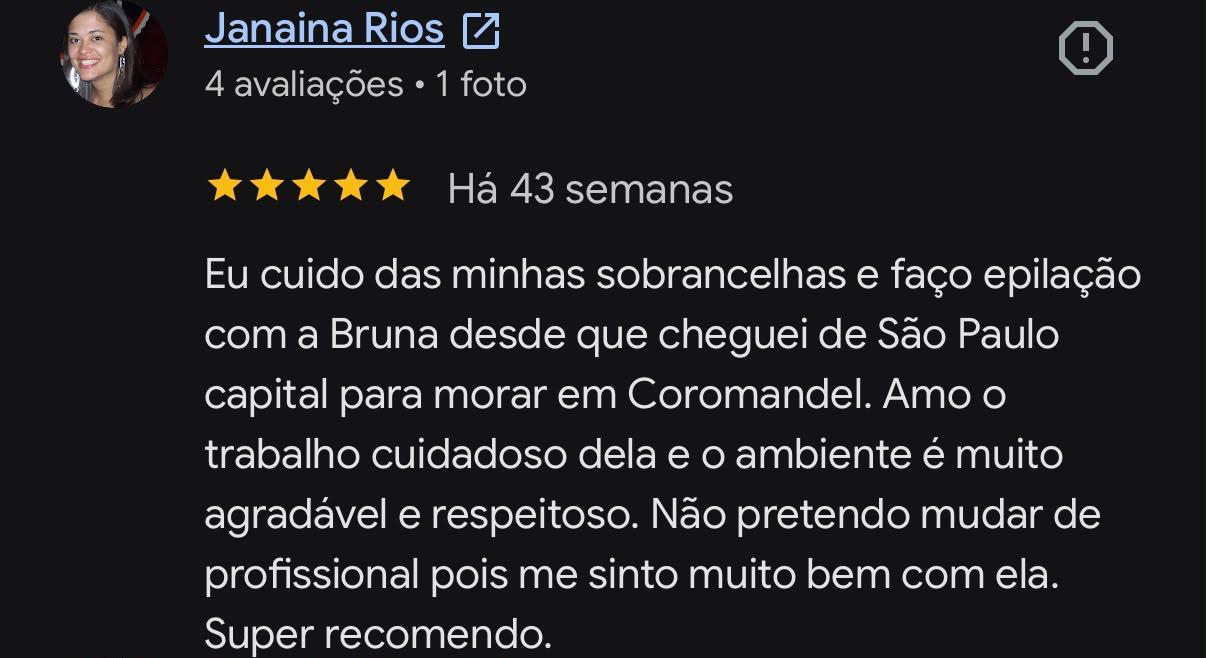 Janaina Rios
4 avaliações • 1 foto
Há 43 semanas
Eu cuido das minhas sobrancelhas e faço epilação
com a Bruna desde que cheguei de São Paulo
capital para morar em Coromandel. Amo o
trabalho cuidadoso dela e o ambiente é muito
agradável e respeitoso. Não pretendo mudar de
profissional pois me sinto muito bem com ela.
Super recomendo.